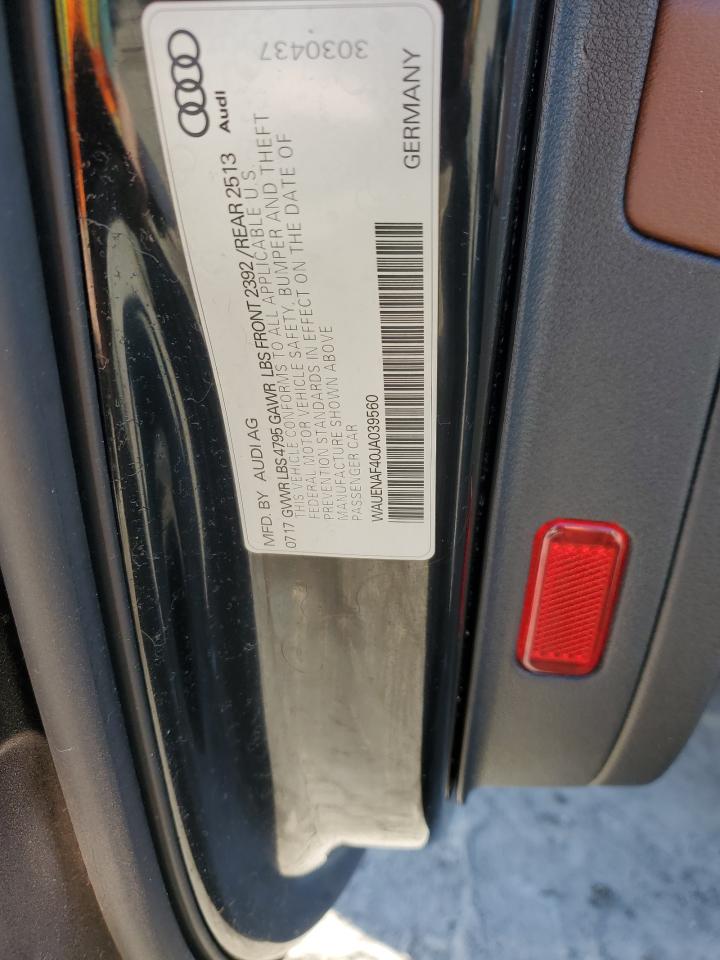 MFD. BY AUDI AG
Audi
0717 GVWR LBS 4795 GAWR LBS FRONT 2392/REAR 2513
THIS VEHICLE CONFORMS TO ALL APPLICABLE U.S.
FEDERAL MOTOR VEHICLE SAFETY, BUMPER AND THEFT
PREVENTION STANDARDS IN EFFECT ON THE DATE OF
MANUFACTURE SHOWN ABOVE
PASSENGER CAR
3030437
WAUENAF40JA039560
GERMANY